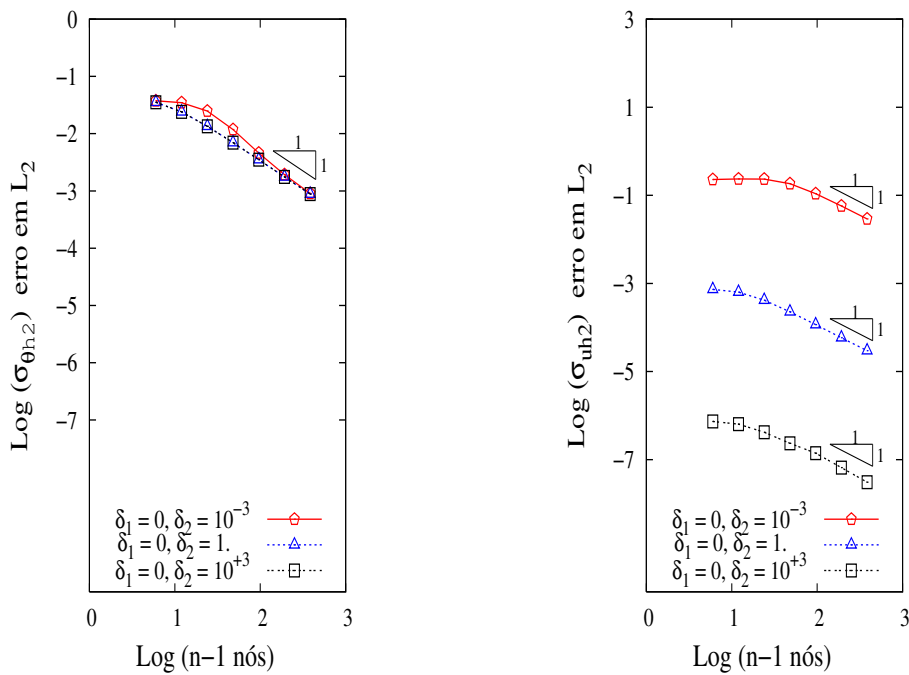 0
−1
−2
−3
−4
−5
−6
−7
Log (σθh2) erro em L2
1
1
δ1 = 0, δ2 = 10−3
δ1 = 0, δ2 = 1.
δ1 = 0, δ2 = 10+3
0 1 2 3
Log (n−1 nós)
3
1
−1
−3
−5
−7
Log (σuh2) erro em L2
1
1
1
1
1
1
δ1 = 0, δ2 = 10−3
δ1 = 0, δ2 = 1.
δ1 = 0, δ2 = 10+3
0 1 2 3
Log (n−1 nós)